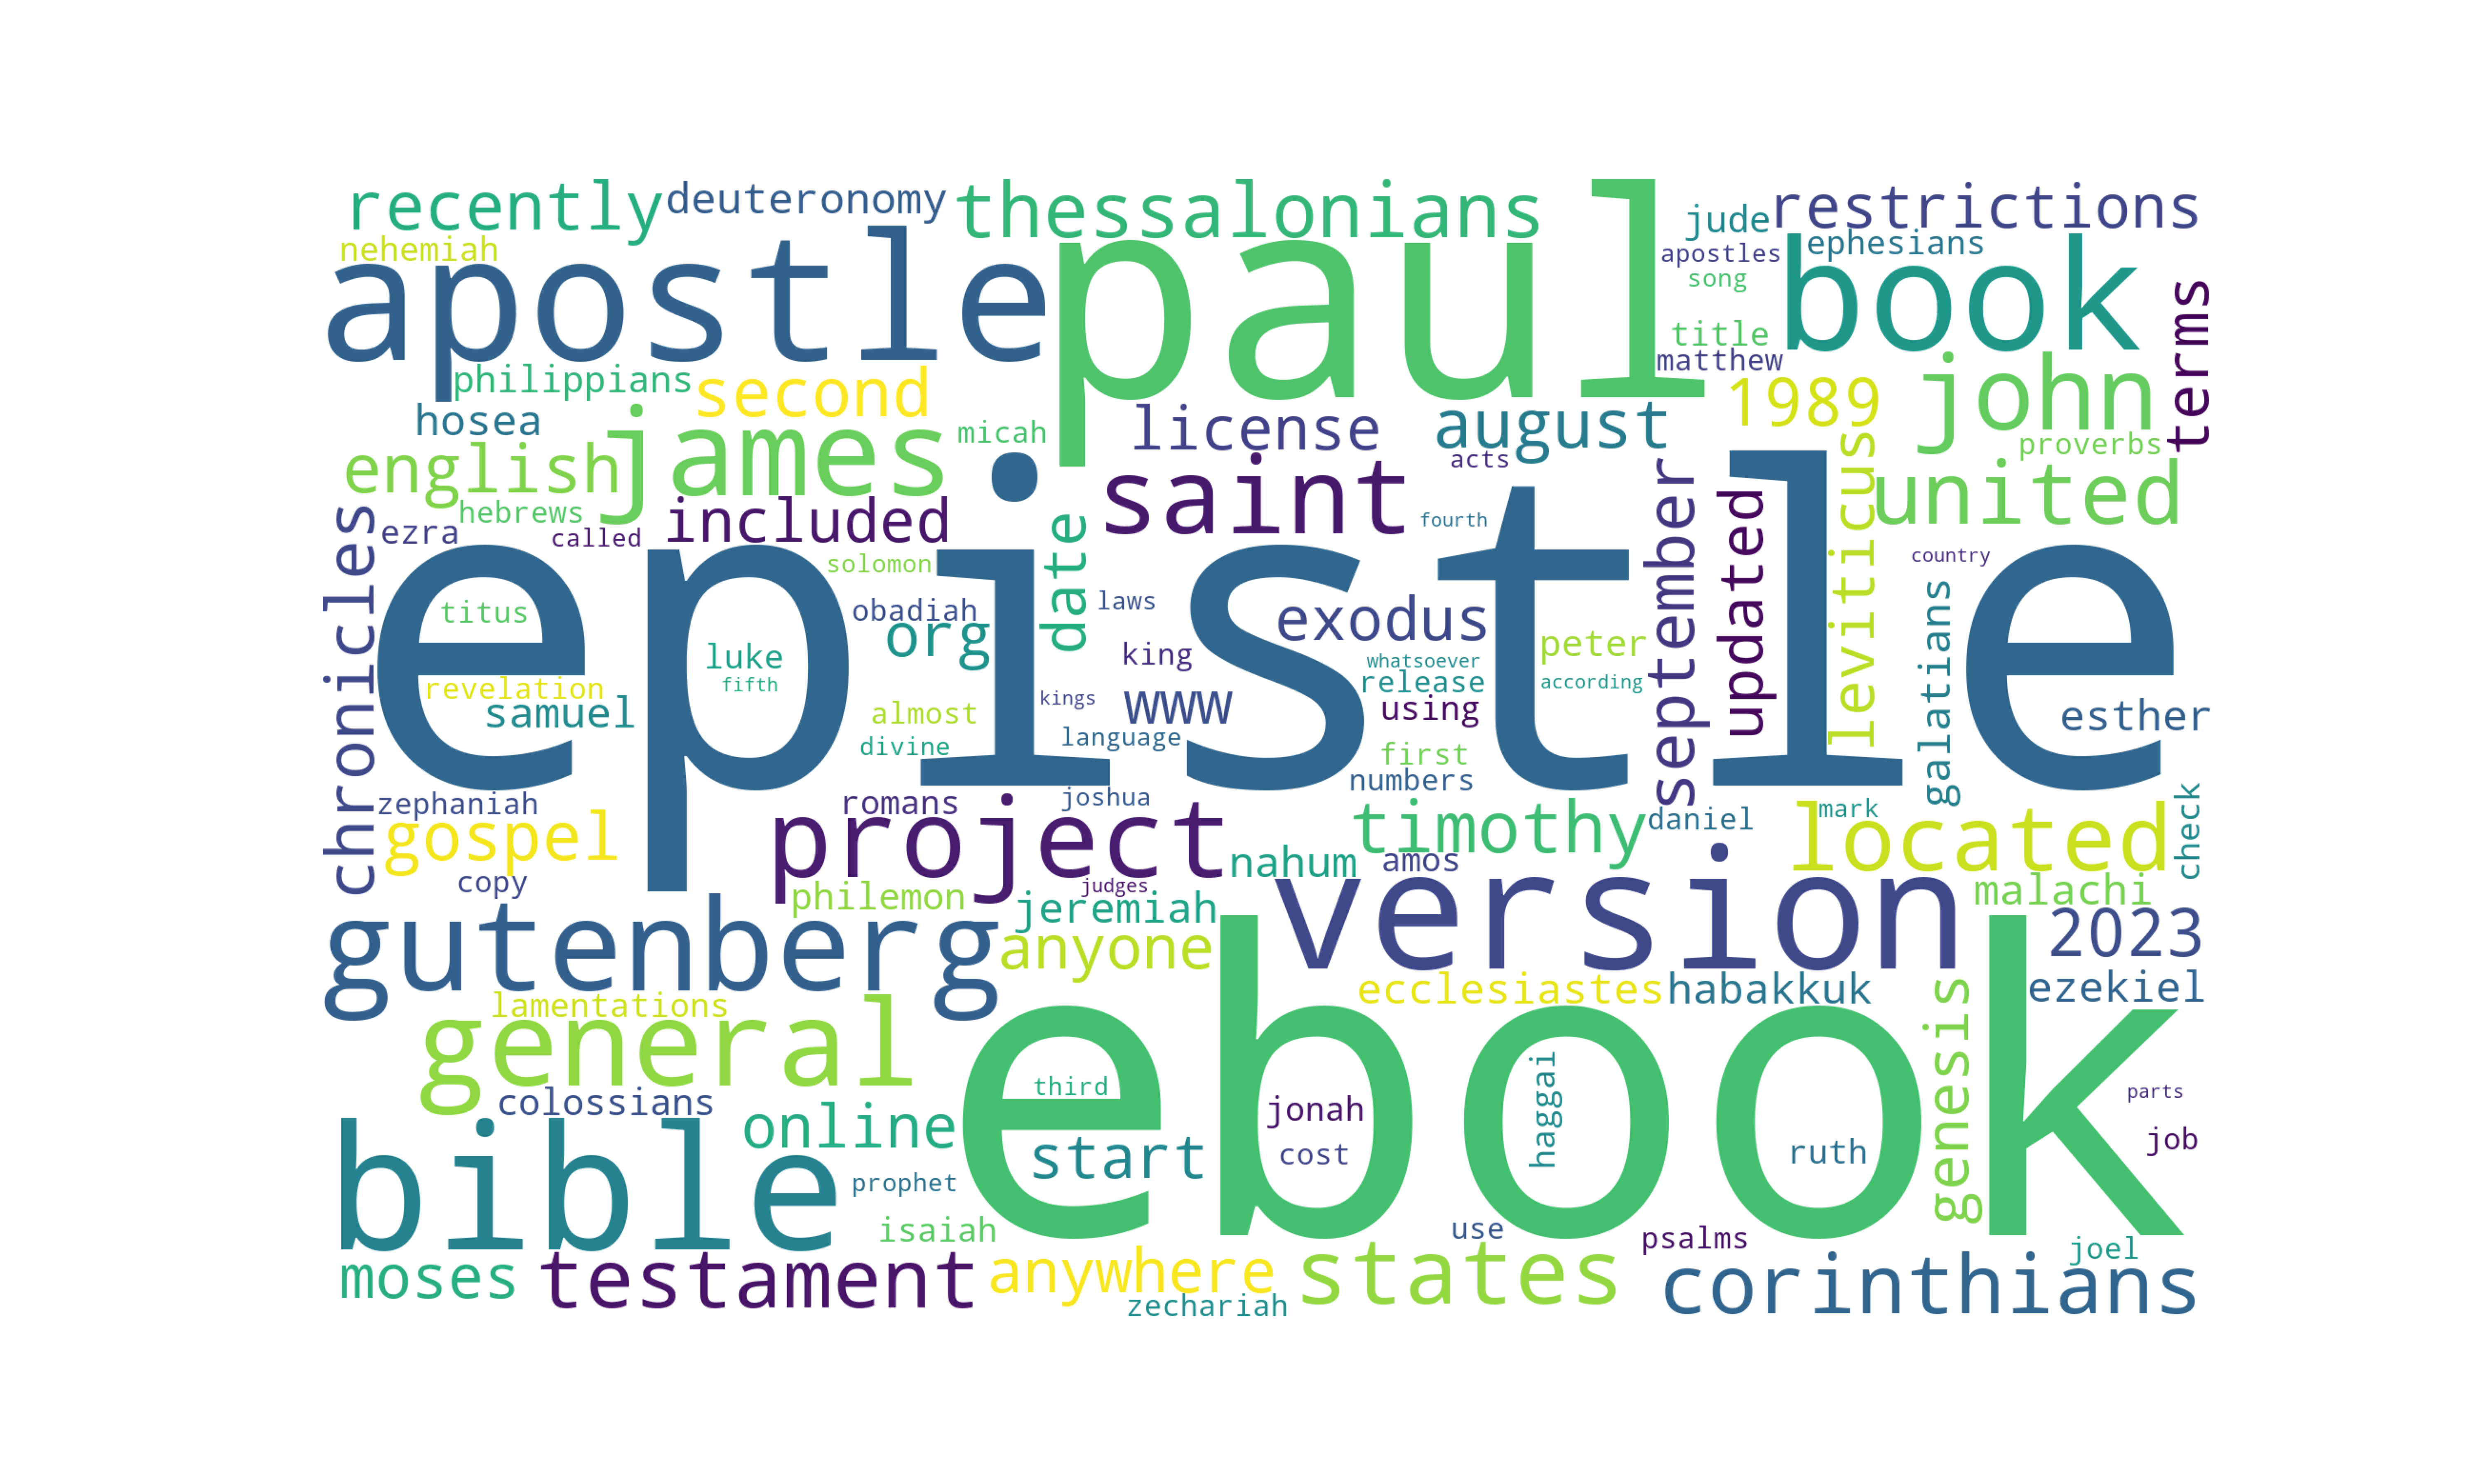 recently
deuteronomy
thessalonians
paul
jude
restrictions
nehemiah
apostle
apostles
ephesians
song
book
terms
title
matthew
philippians
second
1989
john
hosea
james
micah
license
august
proverbs
english
saint
acts
united
hebrews
included
fourth
ezra
called
date
september
updated
leviticus
country
chronicles
epistle
solomon
titus
obadiah
laws
exodus
galatians
luke
org
king
whatsoever
peter
revelation
fifth
kings
release
according
samuel
almost
www
using
esther
divine
language
first
numbers
zephaniah
romans
joshua
timothy
daniel
mark
check
gospel
project
located
copy
philemon
judges
nahum
amos
malachi
jeremiah
version
gutenberg
anyone
2023
lamentations
ecclesiastes
habakkuk
ezekiel
general
ebook
genesis
colossians
third
jonah
haggai
parts
online
start
cost
ruth
job
bible
prophet
isaiah
use
psalms
joel
moses
testament
anywhere
states
corinthians
zechariah